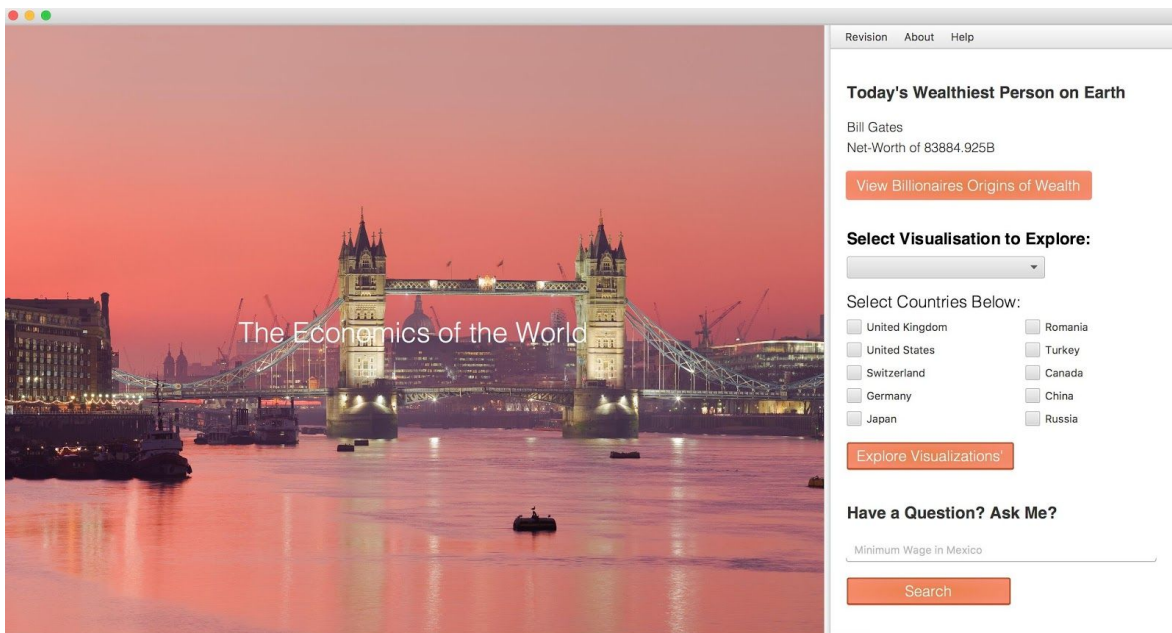 Revision About Help
The Economics of the World
Today's Wealthiest Person on Earth
Bill Gates
Net-Worth of 83884.925B
View Billionaires Origins of Wealth
Select Visualisation to Explore:
Select Countries Below:
United Kingdom Romania
United States Turkey
Switzerland Canada
Germany China
Japan Russia
Explore Visualizations'
Have a Question? Ask Me?
Minimum Wage in Mexico
Search